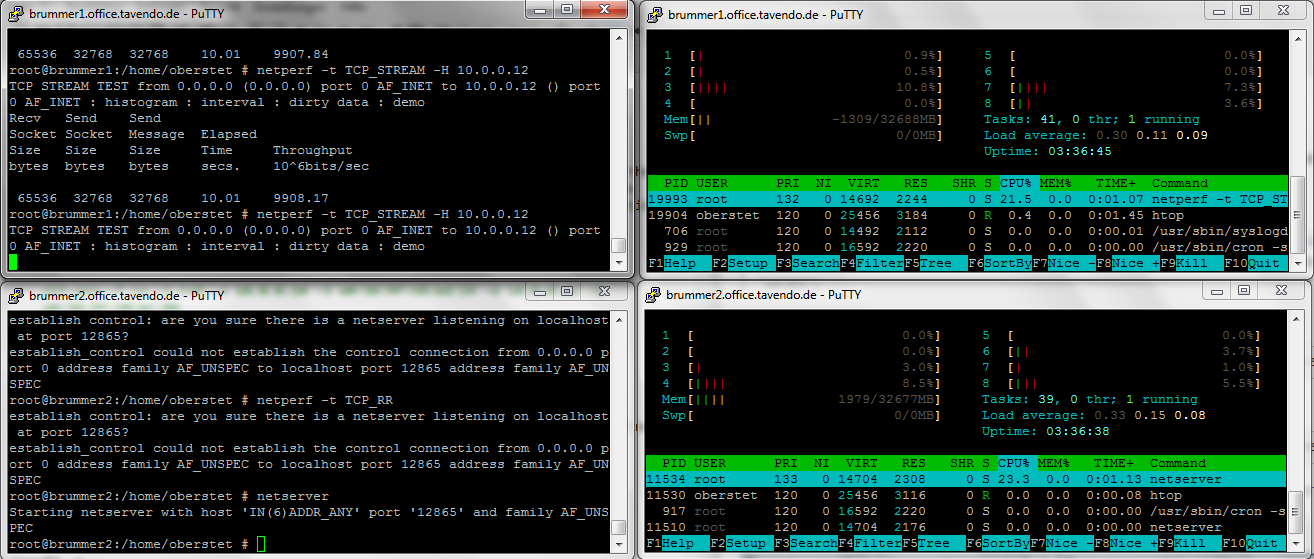 brummer1.office.tavendo.de - PuTTY
65536 32768 32768 10.01 9907.84
root@brummer1:/home/oberstet # netperf -t TCP_STREAM -H 10.0.0.12
TCP STREAM TEST from 0.0.0.0 (0.0.0.0) port 0 AF_INET to 10.0.0.12 () port
0 AF_INET : histogram : interval : dirty data : demo
Recv Send Send
Socket Socket Message Elapsed
Size Size Size Time Throughput
bytes bytes bytes secs. 10^6bits/sec
65536 32768 32768 10.01 9908.17
root@brummer1:/home/oberstet # netperf -t TCP_STREAM -H 10.0.0.12
TCP STREAM TEST from 0.0.0.0 (0.0.0.0) port 0 AF_INET to 10.0.0.12 () port
0 AF_INET : histogram : interval : dirty data : demo
brummer1.office.tavendo.de - PuTTY
1 [| 0.9%] 5 [ 0.0%]
2 [| 0.5%] 6 [ 0.0%]
3 [|||| 10.8%] 7 [|||| 7.3%]
4 [ 0.0%] 8 [|| 3.6%]
Mem[|| -1309/32688MB] Tasks: 41, 0 thr; 1 running
Swp[ 0/0MB] Load average: 0.30 0.11 0.09
Uptime: 03:36:45
PID USER PRI NI VIRT RES SHR S CPU% MEM% TIME+ Command
19993 root 132 0 14692 2244 0 S 21.5 0.0 0:01.07 netperf -t TCP_ST
19904 oberstet 120 0 25456 3184 0 R 0.4 0.0 0:01.45 htop
706 root 120 0 14492 2112 0 S 0.0 0.0 0:00.01 /usr/sbin/syslogd
929 root 120 0 16592 2220 0 S 0.0 0.0 0:00.00 /usr/sbin/cron -s
F1Help F2Setup F3SearchF4FilterF5Tree F6SortByF7Nice -F8Nice +F9Kill F10Quit
brummer2.office.tavendo.de - PuTTY
establish control: are you sure there is a netserver listening on localhost
at port 12865?
establish_control could not establish the control connection from 0.0.0.0 p
ort 0 address family AF_UNSPEC to localhost port 12865 address family AF_UN
SPEC
root@brummer2:/home/oberstet # netperf -t TCP_RR
establish control: are you sure there is a netserver listening on localhost
at port 12865?
establish_control could not establish the control connection from 0.0.0.0 p
ort 0 address family AF_UNSPEC to localhost port 12865 address family AF_UN
SPEC
root@brummer2:/home/oberstet # netserver
Starting netserver with host 'IN(6)ADDR_ANY' port '12865' and family AF_UNS
PEC
root@brummer2:/home/oberstet #
brummer2.office.tavendo.de - PuTTY
1 [ 0.0%] 5 [ 0.0%]
2 [ 0.0%] 6 [|| 3.7%]
3 [| 3.0%] 7 [| 1.0%]
4 [|||| 8.5%] 8 [||| 5.5%]
Mem[|||| 1979/32677MB] Tasks: 39, 0 thr; 1 running
Swp[ 0/0MB] Load average: 0.33 0.15 0.08
Uptime: 03:36:38
PID USER PRI NI VIRT RES SHR S CPU% MEM% TIME+ Command
11534 root 133 0 14704 2308 0 S 23.3 0.0 0:01.13 netserver
11530 oberstet 120 0 25456 3116 0 R 0.0 0.0 0:00.08 htop
917 root 120 0 16592 2220 0 S 0.0 0.0 0:00.00 /usr/sbin/cron -s
11510 root 120 0 14704 2176 0 S 0.0 0.0 0:00.00 netserver
F1Help F2Setup F3SearchF4FilterF5Tree F6SortByF7Nice -F8Nice +F9Kill F10Quit